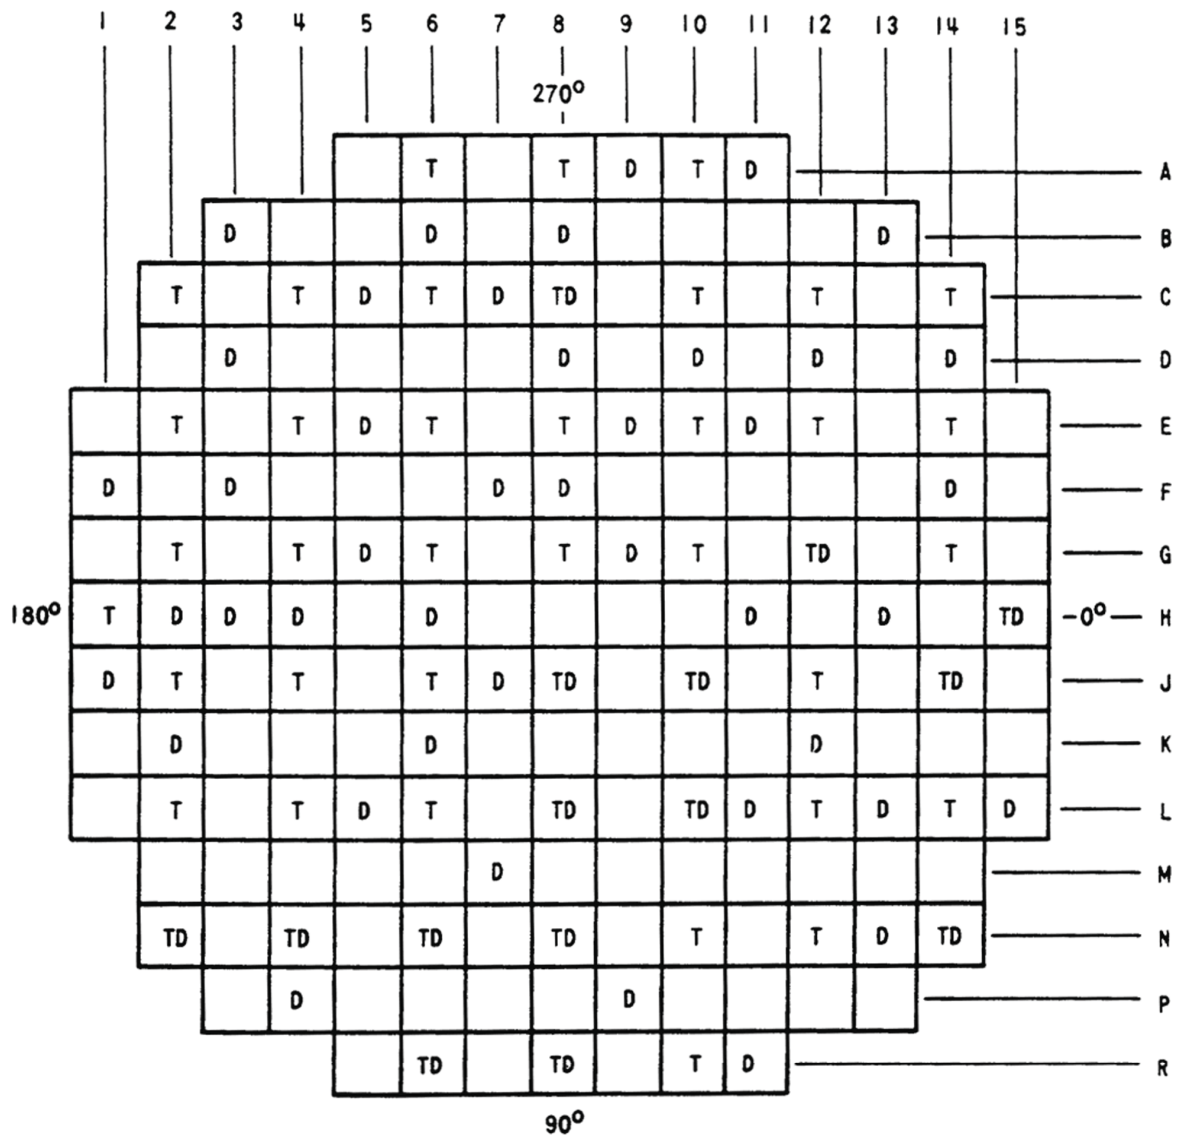 1 2 3 4 5 6 7 8 9 10 11 12 13 14 15
270°
T T D T D A
D D D D B
T T D T D TD T T T C
D D D D D D
T T D T T D T D T T E
D D D D D F
T T D T T D T TD T G
180° T D D D D D D TD 0° H
D T T T D TD TD T TD J
D D D K
T T D T TD TD D T D T D L
D M
TD TD TD TD T T D TD N
D D P
TD TD T D R
90°